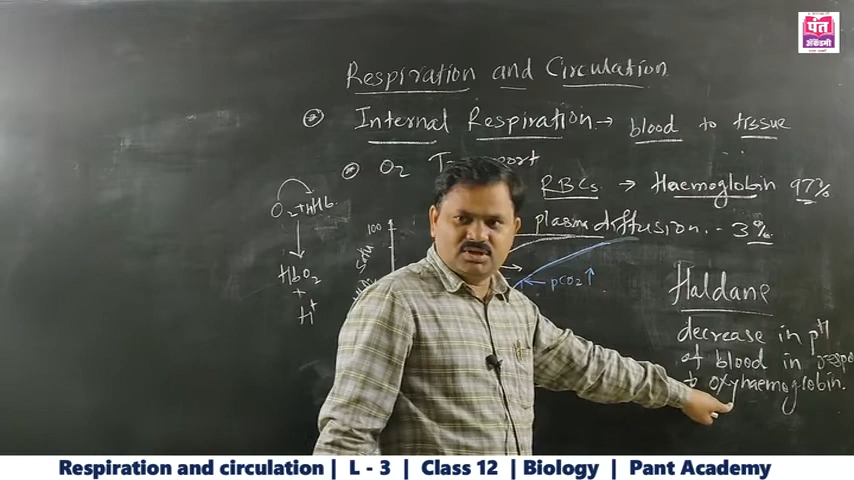 पंत
अ‍ॅकॅडमी
Respiration and Circulation
Internal Respiration → blood to tissue
O2 T port
RBCs → Haemoglobin 97%
plasma diffusion - 3%
O2 + HHb
HbO2
+
H+
100
pCO2 ↑
Haldane
decrease in pH
of blood in
to oxyhaemoglobin.
Respiration and circulation | L - 3 | Class 12 | Biology | Pant Academy